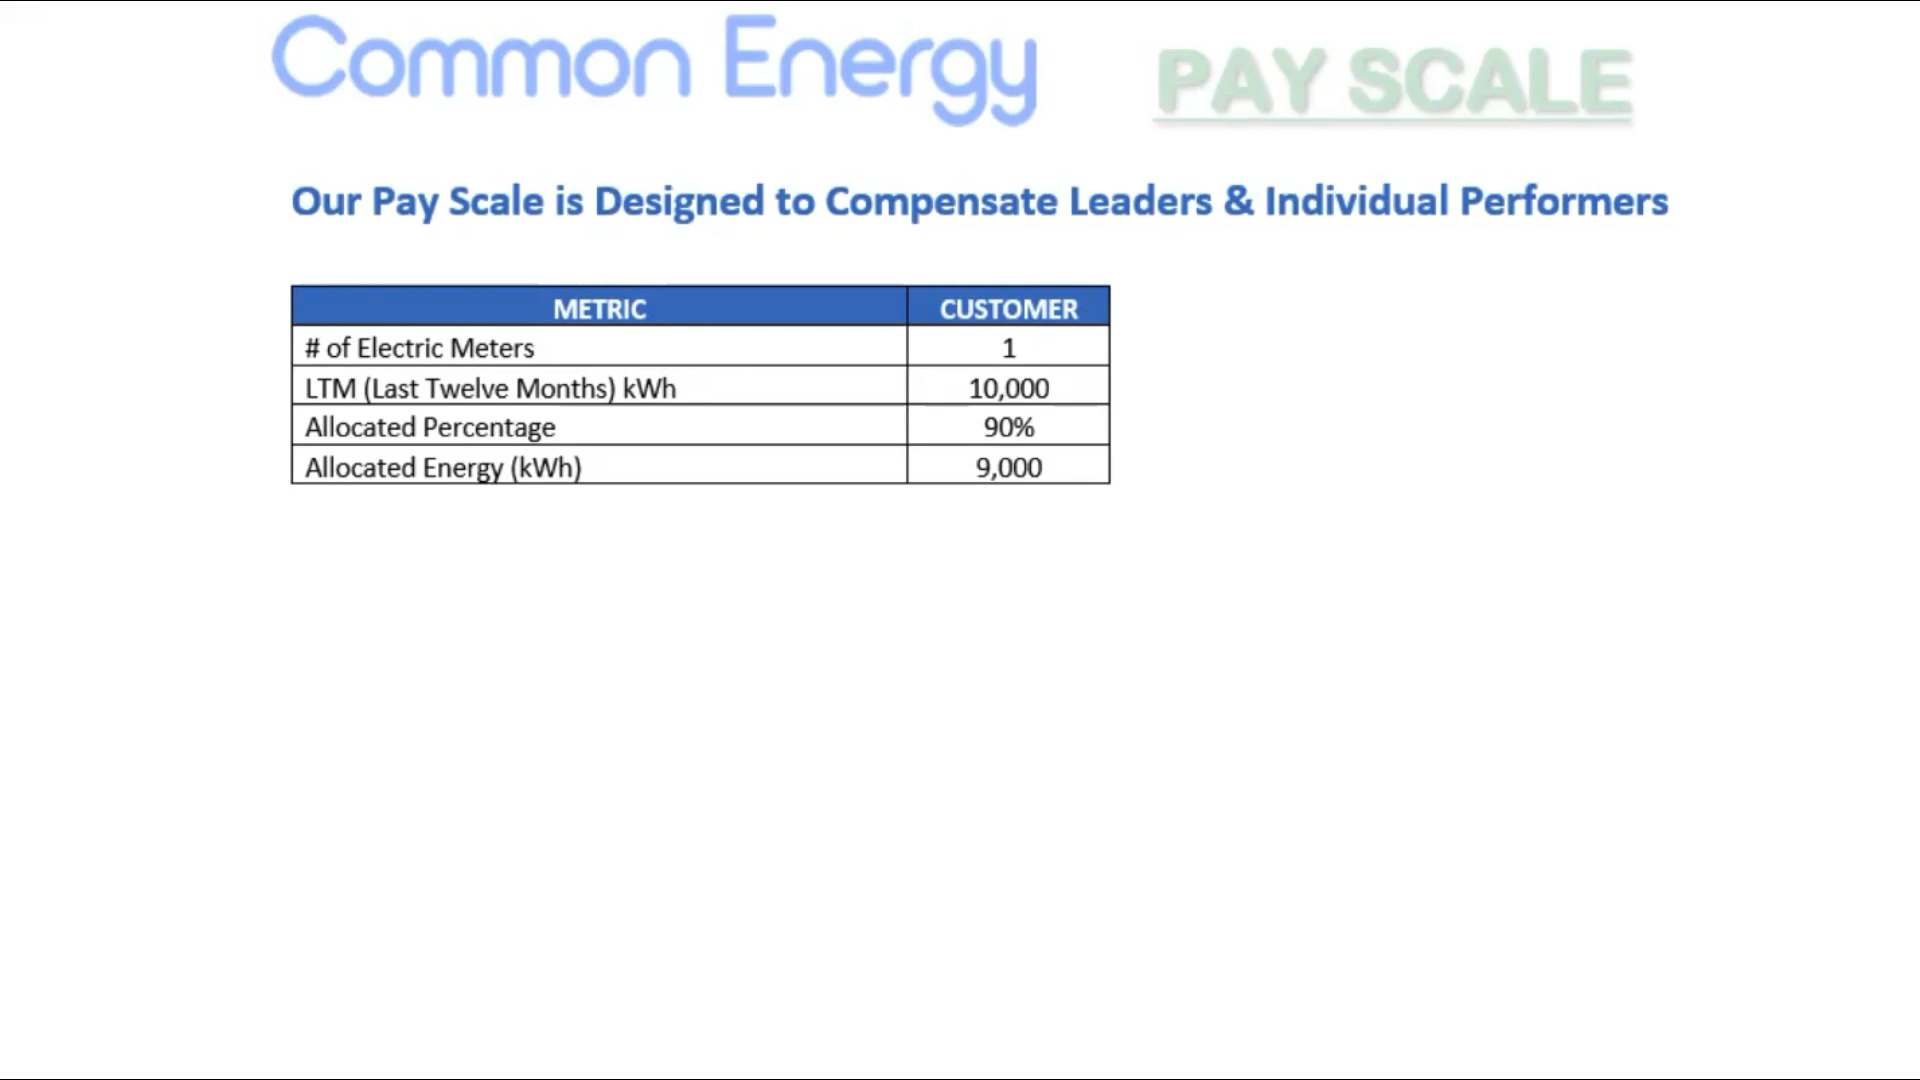 Common Energy PAY SCALE
Our Pay Scale is Designed to Compensate Leaders & Individual Performers
METRIC CUSTOMER
# of Electric Meters 1
LTM (Last Twelve Months) kWh 10,000
Allocated Percentage 90%
Allocated Energy (kWh) 9,000